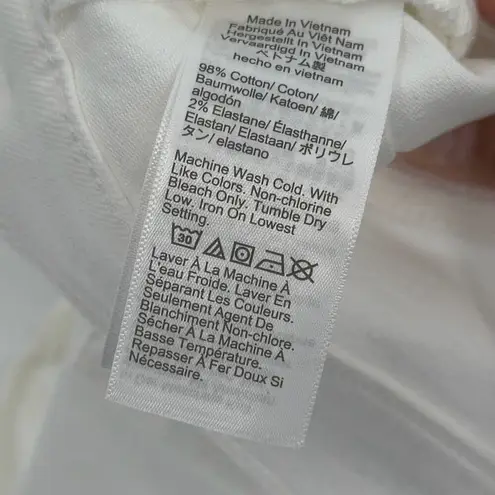 Made In Vietnam
Fabriqué Au Viêt Nam
Hergestellt In Vietnam
Vervaardigd In Vietnam
ベトナム製
hecho en vietnam
98% Cotton/ Coton/
Baumwolle/ Katoen/ 綿/
algodón
2% Elastane/ Élasthanne/
Elastan/ Elastaan/ ポリウレ
タン/ elastano
Machine Wash Cold. With
Like Colors. Non-chlorine
Bleach Only. Tumble Dry
Low. Iron On Lowest
Setting.
30
Laver À La Machine À
L'eau Froide. Laver En
Séparant Les Couleurs.
Seulement Agent De
Blanchiment Non-chlore.
Sécher À La Machine À
Basse Température.
Repasser À Fer Doux Si
Nécessaire.